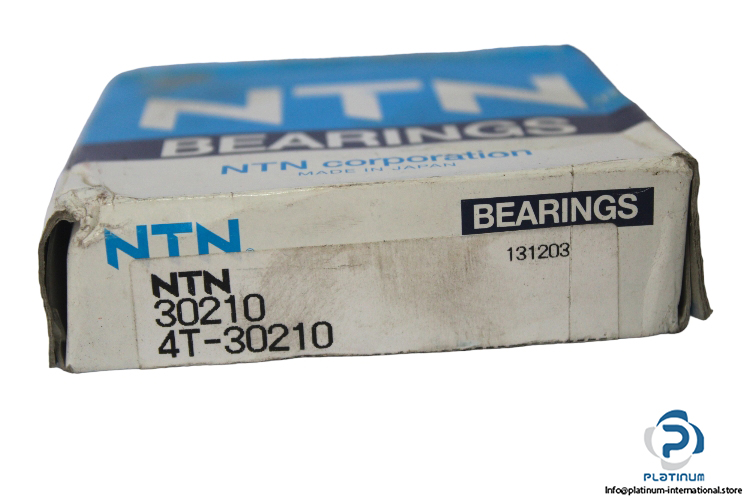 NTN
BEARINGS
NTN corporation
MADE IN JAPAN
NTN
BEARINGS
131203
NTN
30210
4T-30210
PLATINUM
Info@platinum-international.store